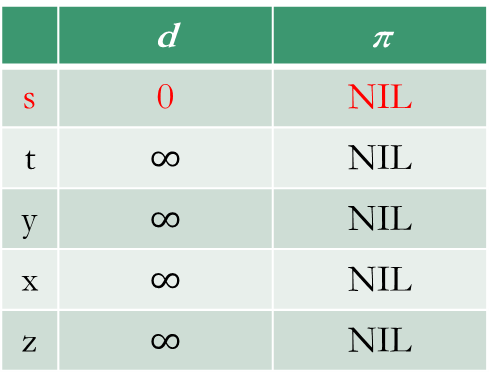 d π
s 0 NIL
t ∞ NIL
y ∞ NIL
x ∞ NIL
z ∞ NIL